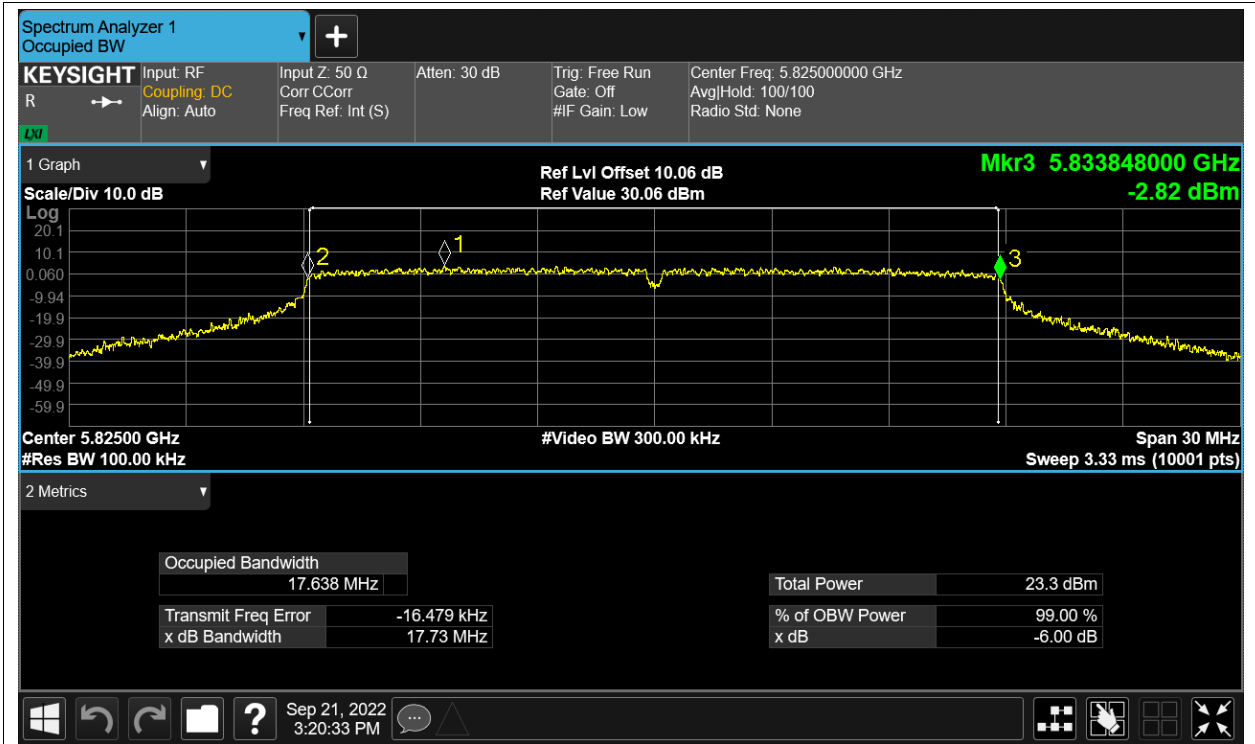 Spectrum Analyzer 1
Occupied BW
KEYSIGHT
R
LXI
Input: RF
Coupling: DC
Align: Auto
Input Z: 50 Ω
Corr CCorr
Freq Ref: Int (S)
Atten: 30 dB
Trig: Free Run
Gate: Off
#IF Gain: Low
Center Freq: 5.825000000 GHz
Avg|Hold: 100/100
Radio Std: None
1 Graph
Scale/Div 10.0 dB
Ref Lvl Offset 10.06 dB
Ref Value 30.06 dBm
Mkr3 5.833848000 GHz
-2.82 dBm
Log
20.1
10.1
0.060
-9.94
-19.9
-29.9
-39.9
-49.9
-59.9
2
1
3
Center 5.82500 GHz
#Res BW 100.00 kHz
#Video BW 300.00 kHz
Span 30 MHz
Sweep 3.33 ms (10001 pts)
2 Metrics
Occupied Bandwidth
17.638 MHz
Transmit Freq Error -16.479 kHz
x dB Bandwidth 17.73 MHz
Total Power 23.3 dBm
% of OBW Power 99.00 %
x dB -6.00 dB
?
Sep 21, 2022
3:20:33 PM